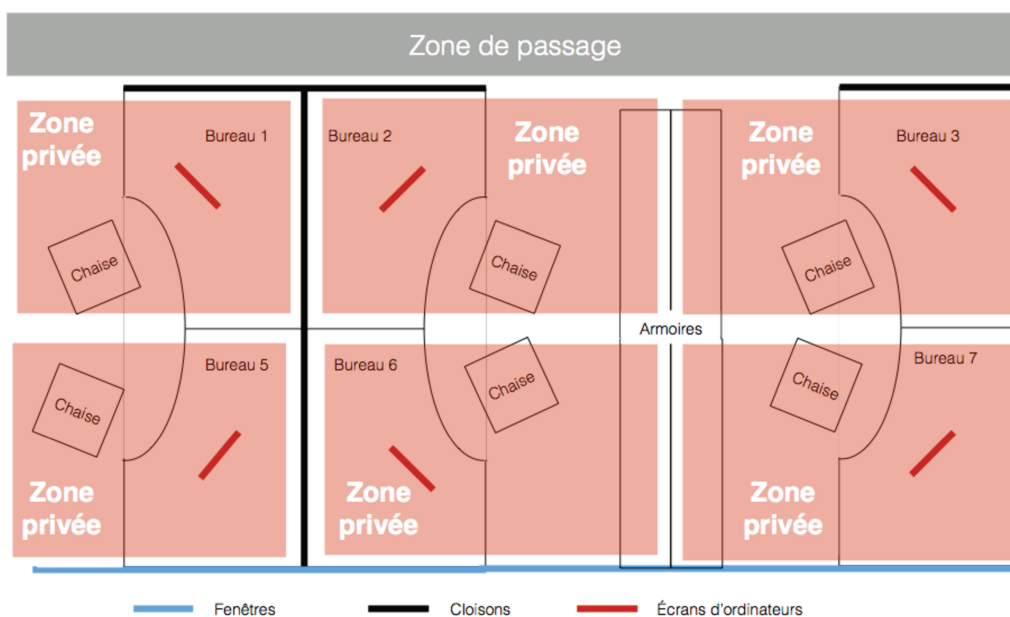 Zone de passage
Zone
privée
Bureau 1
Bureau 2
Zone
privée
Zone
privée
Bureau 3
Chaise
Chaise
Chaise
Armoires
Bureau 5
Bureau 6
Bureau 7
Chaise
Chaise
Chaise
Zone
privée
Zone
privée
Zone
privée
Fenêtres
Cloisons
Écrans d'ordinateurs